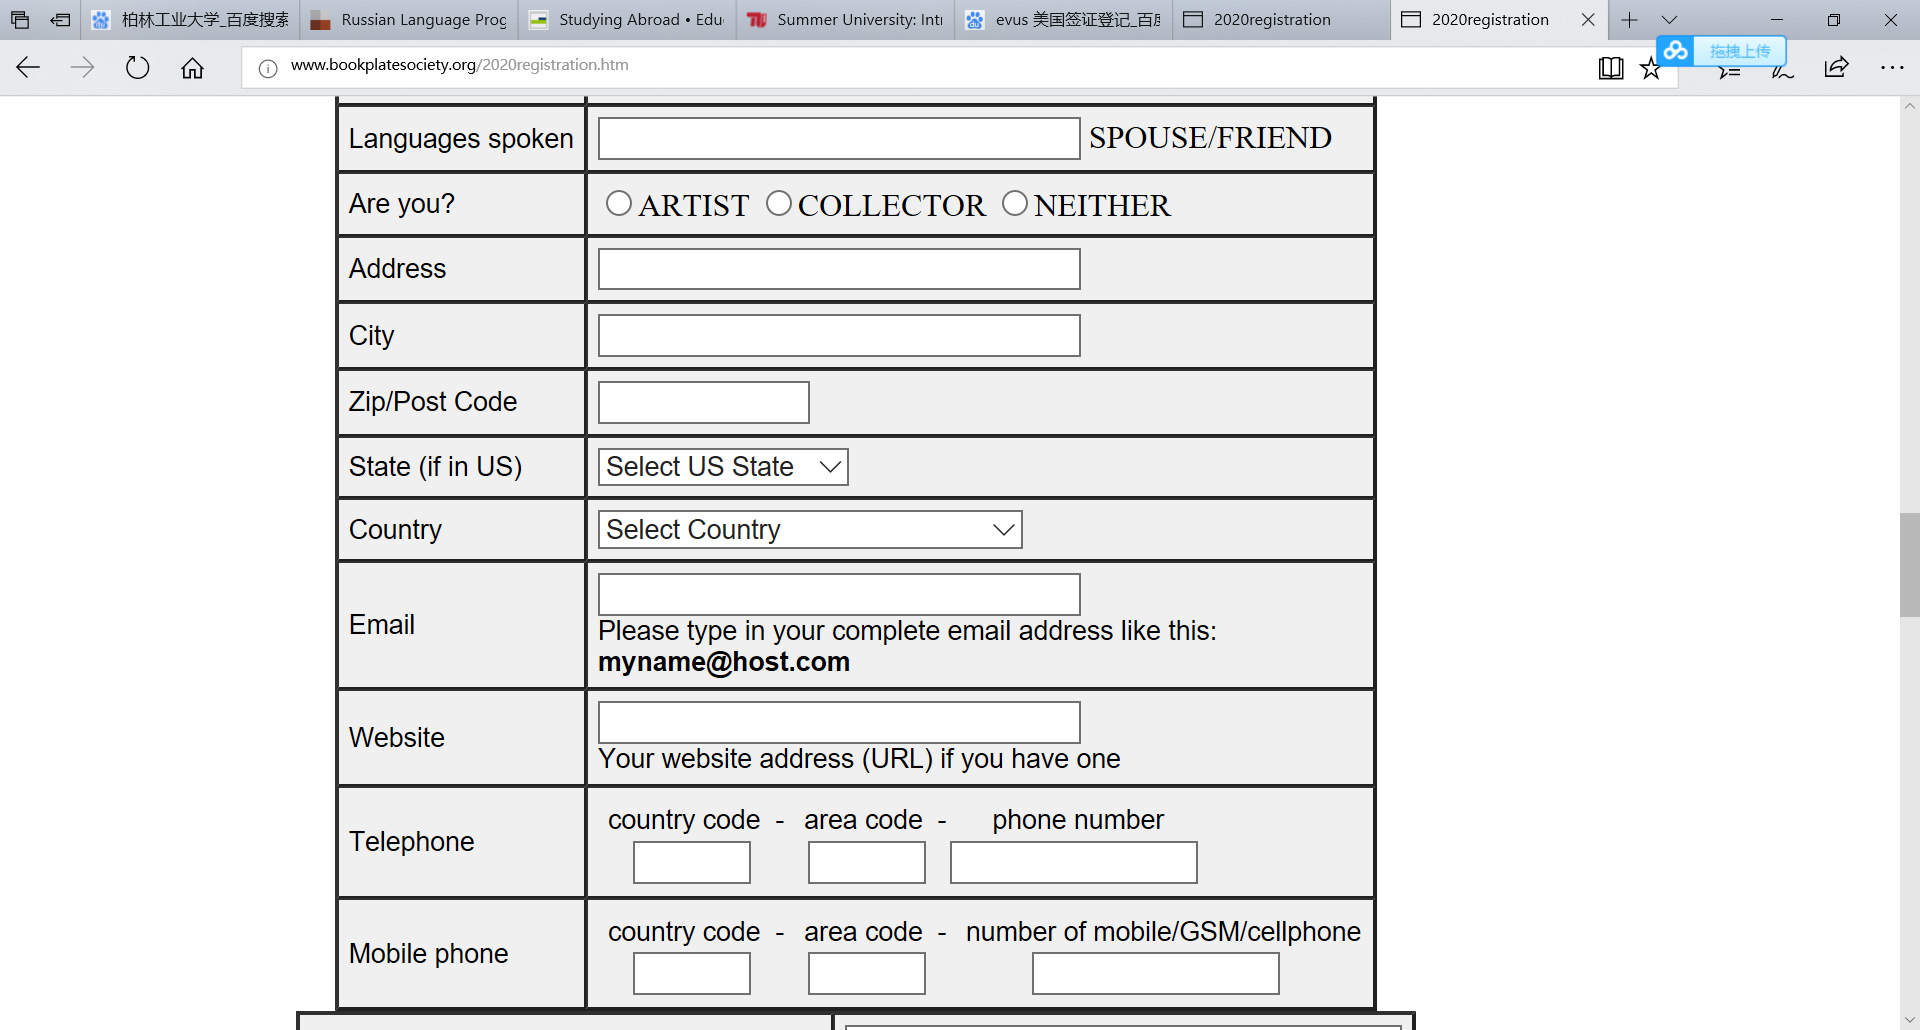 柏林工业大学_百度搜索
Russian Language Prog
Studying Abroad • Edu
Summer University: Intr
evus 美国签证登记_百度
2020registration
2020registration
拖拽上传
www.bookplatesociety.org/2020registration.htm
Languages spoken
SPOUSE/FRIEND
Are you?
ARTIST COLLECTOR NEITHER
Address
City
Zip/Post Code
State (if in US)
Select US State
Country
Select Country
Email
Please type in your complete email address like this:
myname@host.com
Website
Your website address (URL) if you have one
Telephone
country code - area code - phone number
Mobile phone
country code - area code - number of mobile/GSM/cellphone